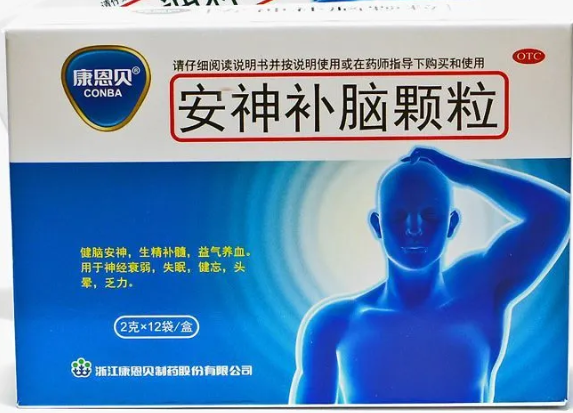 康恩贝®
CONBA
请仔细阅读说明书并按说明使用或在药师指导下购买和使用
OTC
安神补脑颗粒
健脑安神，生精补髓，益气养血。
用于神经衰弱，失眠，健忘，头
晕，乏力。
2克×12袋/盒
浙江康恩贝制药股份有限公司